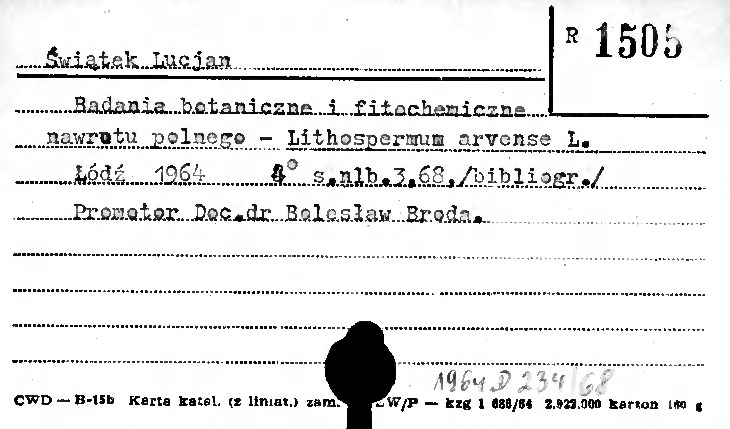 Świątek Lucjan
R 1505
Badania botaniczne i fitochemiczne
nawrotu polnego - Lithospermum arvense L.
Łódź 1964 4° s.nlb.3,68,/bibliogr./
Promotor Doc.dr Bolesław Broda.
1964 D 234/68
CWD — B-15b Karta katal. (z liniat.) zam. W/P — kzg 1 688/64 2.922.000 karton 160 g